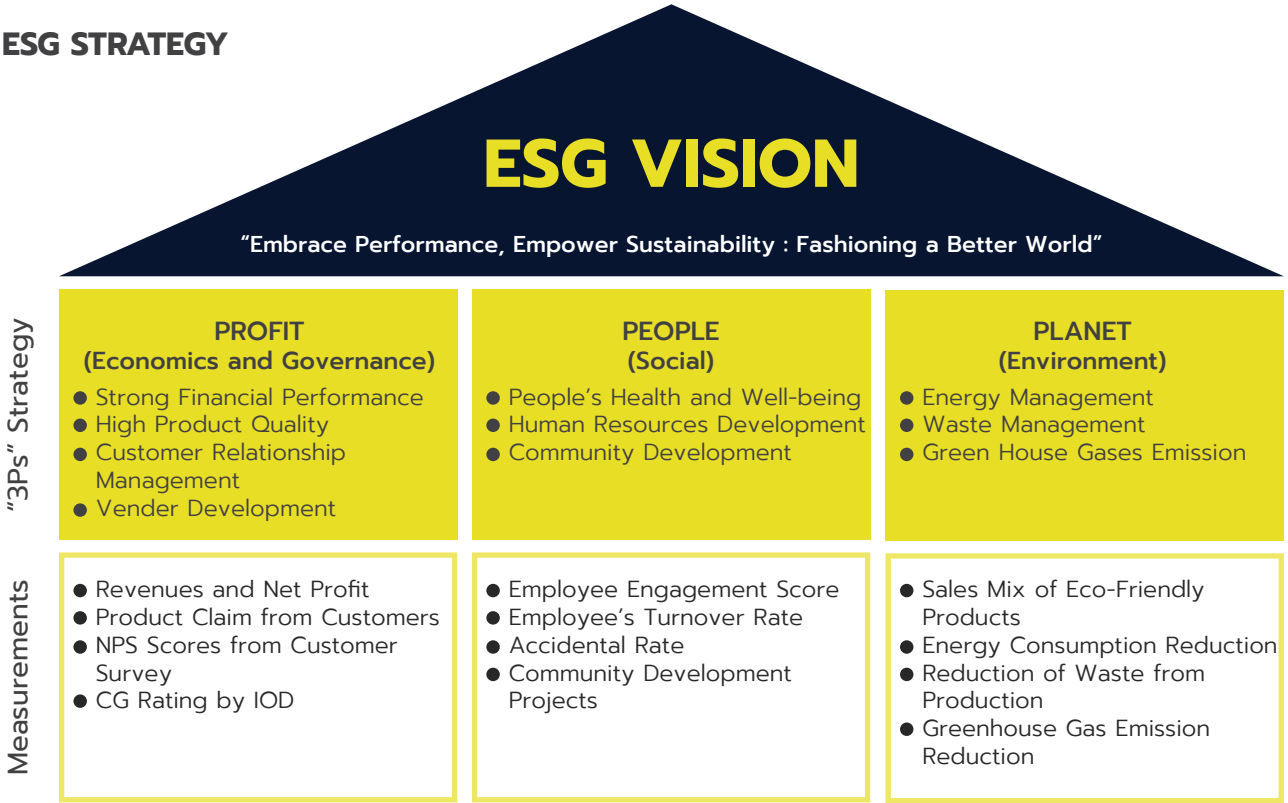 ESG STRATEGY
ESG VISION
“Embrace Performance, Empower Sustainability : Fashioning a Better World”
“3Ps” Strategy
PROFIT
(Economics and Governance)
● Strong Financial Performance
● High Product Quality
● Customer Relationship
Management
● Vender Development
PEOPLE
(Social)
● People’s Health and Well-being
● Human Resources Development
● Community Development
PLANET
(Environment)
● Energy Management
● Waste Management
● Green House Gases Emission
Measurements
● Revenues and Net Profit
● Product Claim from Customers
● NPS Scores from Customer
Survey
● CG Rating by IOD
● Employee Engagement Score
● Employee’s Turnover Rate
● Accidental Rate
● Community Development
Projects
● Sales Mix of Eco-Friendly
Products
● Energy Consumption Reduction
● Reduction of Waste from
Production
● Greenhouse Gas Emission
Reduction